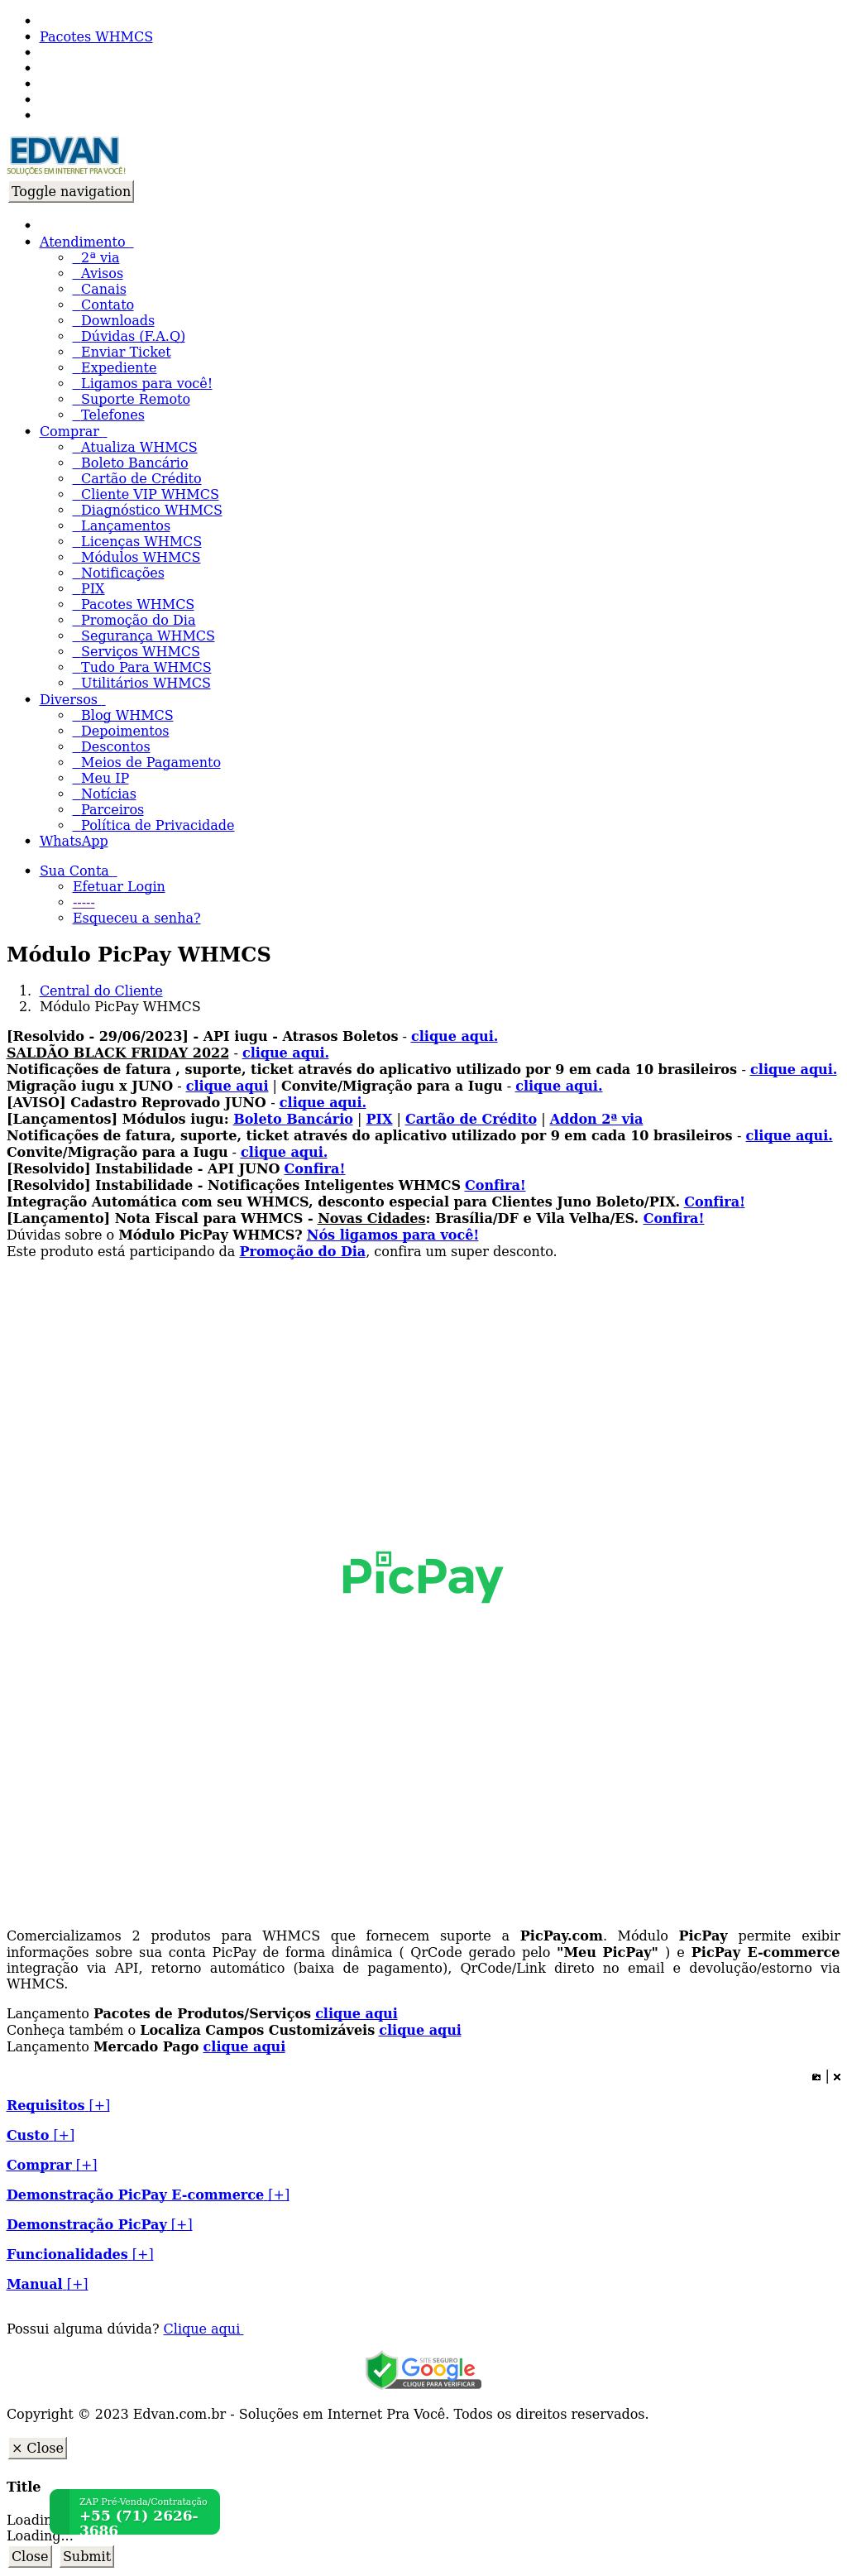 Pacotes WHMCS
EDVAN
SOLUÇÕES EM INTERNET PRA VOCÊ!
Toggle navigation
Atendimento
2ª via
Avisos
Canais
Contato
Downloads
Dúvidas (F.A.Q)
Enviar Ticket
Expediente
Ligamos para você!
Suporte Remoto
Telefones
Comprar
Atualiza WHMCS
Boleto Bancário
Cartão de Crédito
Cliente VIP WHMCS
Diagnóstico WHMCS
Lançamentos
Licenças WHMCS
Módulos WHMCS
Notificações
PIX
Pacotes WHMCS
Promoção do Dia
Segurança WHMCS
Serviços WHMCS
Tudo Para WHMCS
Utilitários WHMCS
Diversos
Blog WHMCS
Depoimentos
Descontos
Meios de Pagamento
Meu IP
Notícias
Parceiros
Política de Privacidade
WhatsApp
Sua Conta
Efetuar Login
-----
Esqueceu a senha?
Módulo PicPay WHMCS
1. Central do Cliente
2. Módulo PicPay WHMCS
[Resolvido - 29/06/2023] - API iugu - Atrasos Boletos - clique aqui.
SALDÃO BLACK FRIDAY 2022 - clique aqui.
Notificações de fatura , suporte, ticket através do aplicativo utilizado por 9 em cada 10 brasileiros - clique aqui.
Migração iugu x JUNO - clique aqui | Convite/Migração para a Iugu - clique aqui.
[AVISO] Cadastro Reprovado JUNO - clique aqui.
[Lançamentos] Módulos iugu: Boleto Bancário | PIX | Cartão de Crédito | Addon 2ª via
Notificações de fatura, suporte, ticket através do aplicativo utilizado por 9 em cada 10 brasileiros - clique aqui.
Convite/Migração para a Iugu - clique aqui.
[Resolvido] Instabilidade - API JUNO Confira!
[Resolvido] Instabilidade - Notificações Inteligentes WHMCS Confira!
Integração Automática com seu WHMCS, desconto especial para Clientes Juno Boleto/PIX. Confira!
[Lançamento] Nota Fiscal para WHMCS - Novas Cidades: Brasília/DF e Vila Velha/ES. Confira!
Dúvidas sobre o Módulo PicPay WHMCS? Nós ligamos para você!
Este produto está participando da Promoção do Dia, confira um super desconto.
PicPay
Comercializamos 2 produtos para WHMCS que fornecem suporte a PicPay.com. Módulo PicPay permite exibir
informações sobre sua conta PicPay de forma dinâmica ( QrCode gerado pelo "Meu PicPay" ) e PicPay E-commerce
integração via API, retorno automático (baixa de pagamento), QrCode/Link direto no email e devolução/estorno via
WHMCS.
Lançamento Pacotes de Produtos/Serviços clique aqui
Conheça também o Localiza Campos Customizáveis clique aqui
Lançamento Mercado Pago clique aqui
|
Requisitos [+]
Custo [+]
Comprar [+]
Demonstração PicPay E-commerce [+]
Demonstração PicPay [+]
Funcionalidades [+]
Manual [+]
Possui alguma dúvida? Clique aqui
SITE SEGURO
Google
CLIQUE PARA VERIFICAR
Copyright © 2023 Edvan.com.br - Soluções em Internet Pra Você. Todos os direitos reservados.
× Close
Title
ZAP Pré-Venda/Contratação
+55 (71) 2626-
3686
Loading...
Close Submit